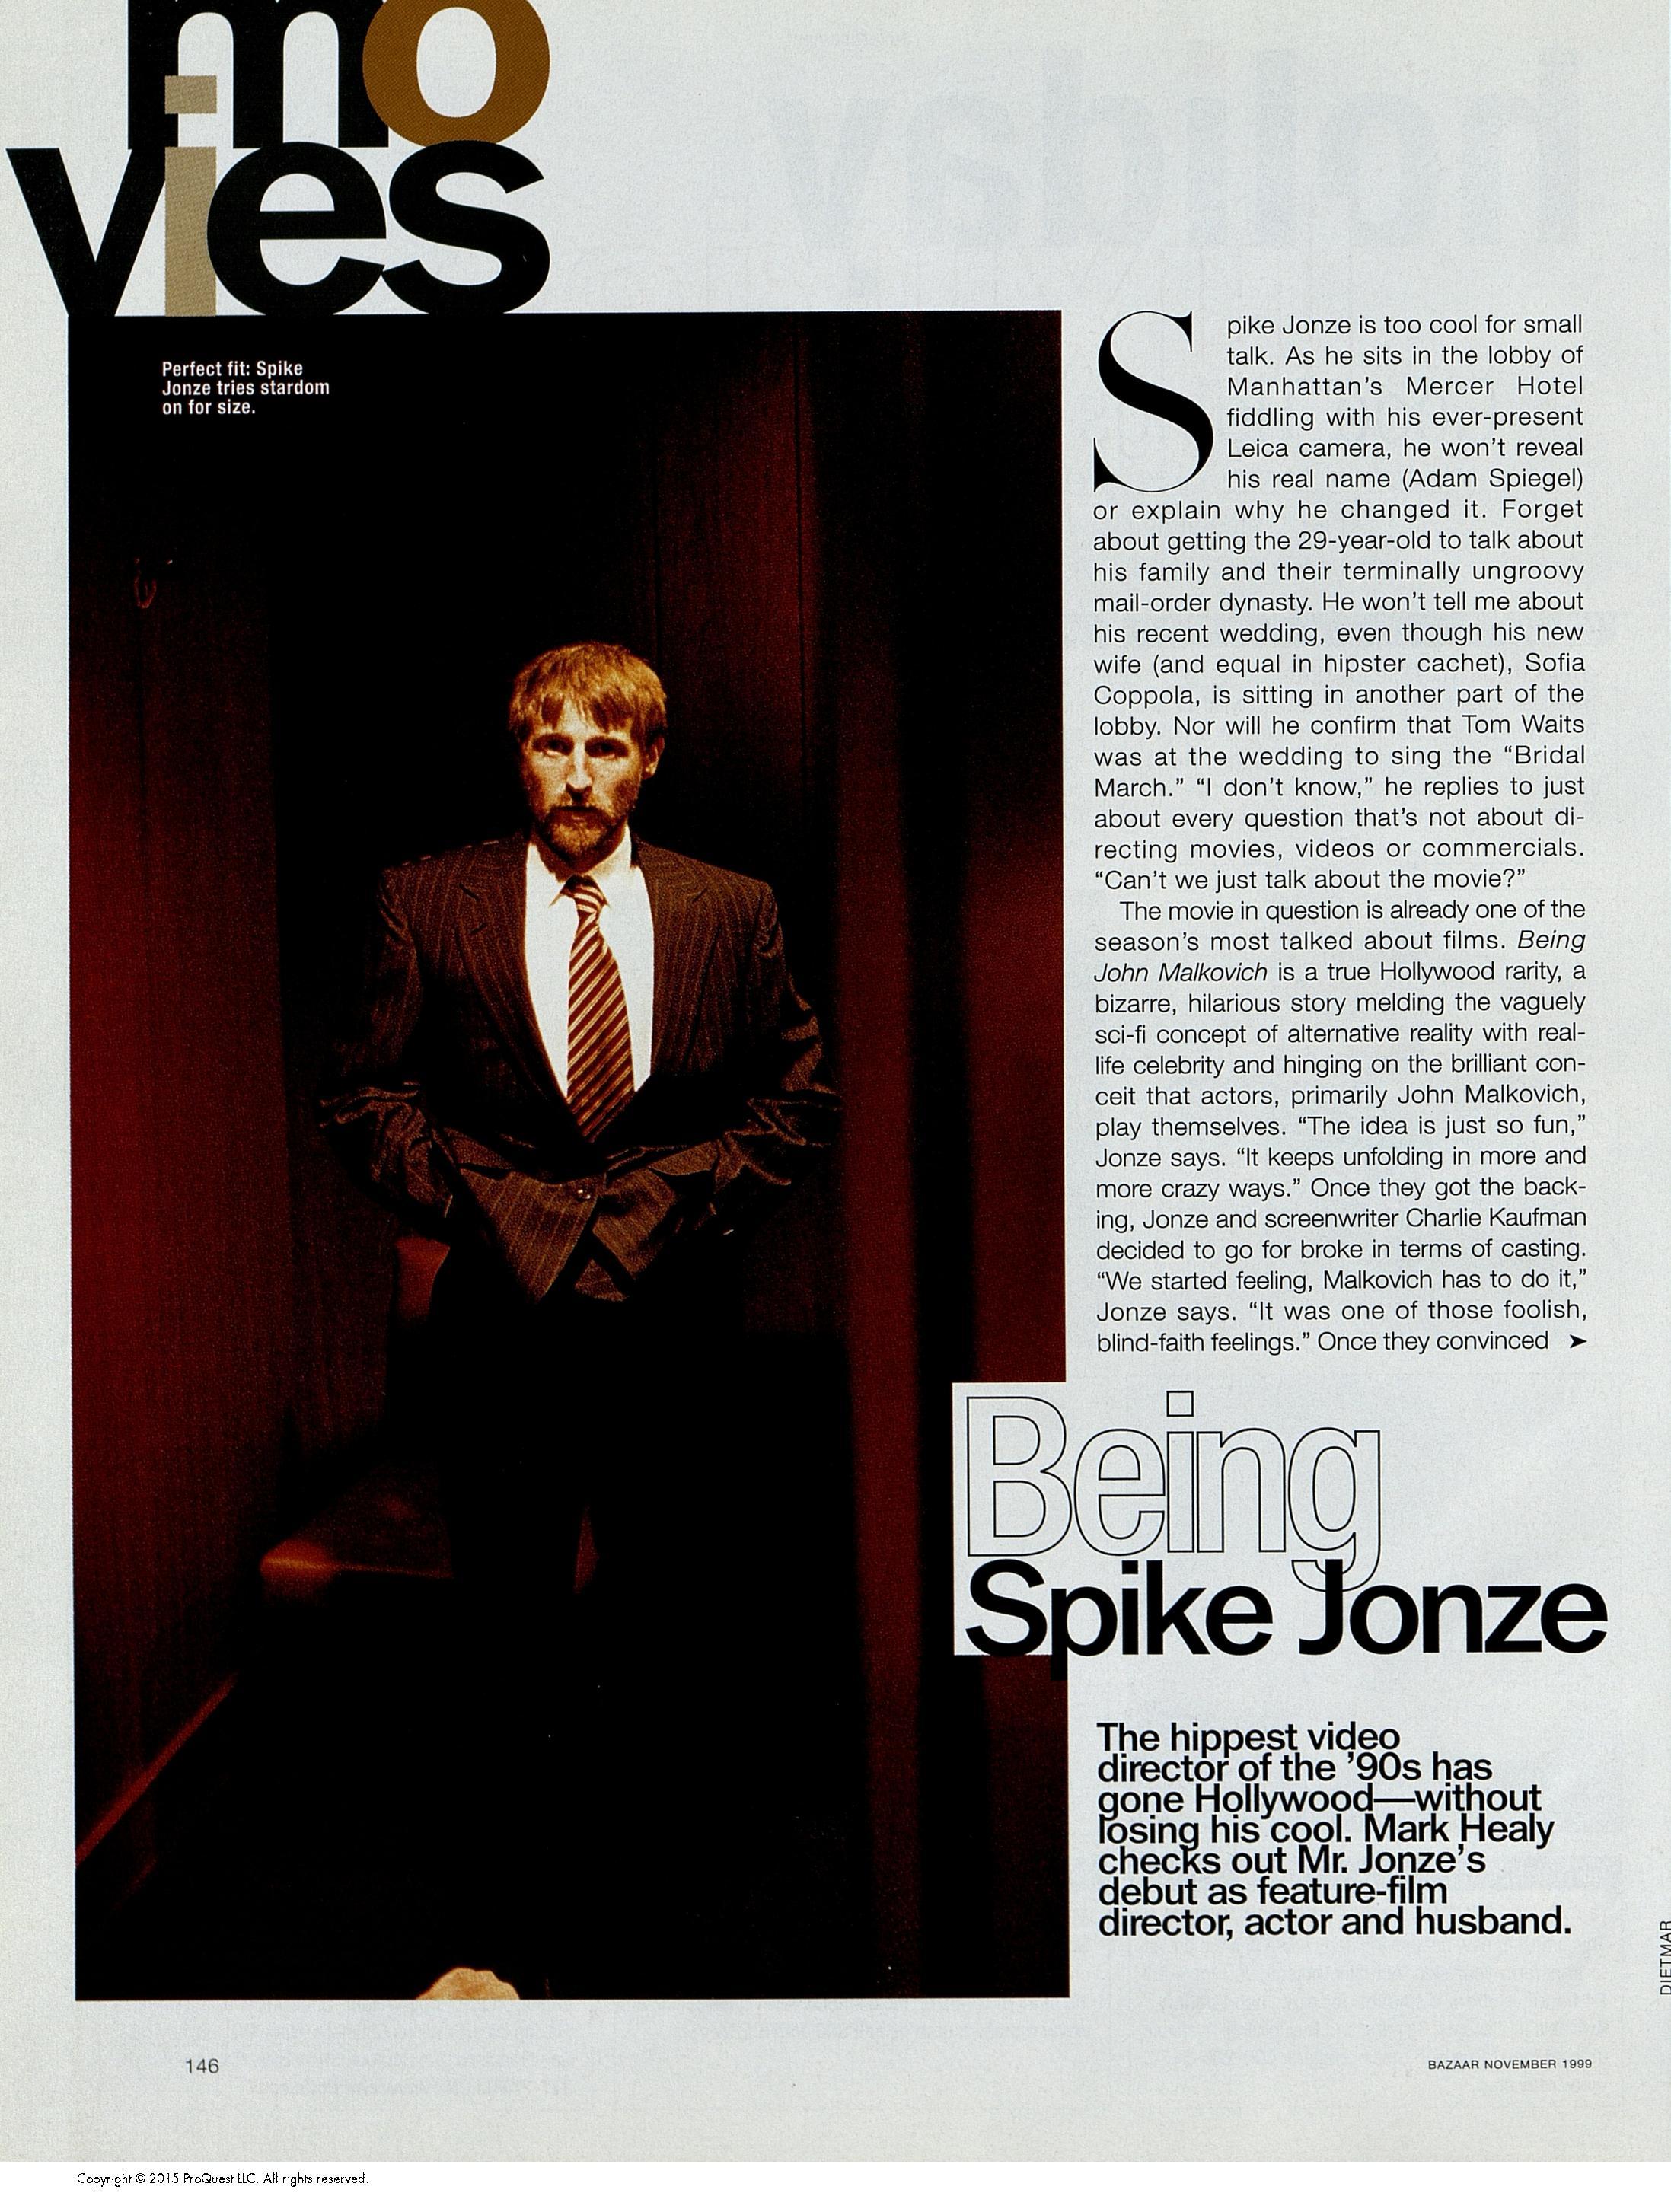 mo
vies
Perfect fit: Spike
Jonze tries stardom
on for size.
Spike Jonze is too cool for small
talk. As he sits in the lobby of
Manhattan's Mercer Hotel
fiddling with his ever-present
Leica camera, he won't reveal
his real name (Adam Spiegel)
or explain why he changed it. Forget
about getting the 29-year-old to talk about
his family and their terminally ungroovy
mail-order dynasty. He won't tell me about
his recent wedding, even though his new
wife (and equal in hipster cachet), Sofia
Coppola, is sitting in another part of the
lobby. Nor will he confirm that Tom Waits
was at the wedding to sing the “Bridal
March.” “I don't know,” he replies to just
about every question that's not about di-
recting movies, videos or commercials.
“Can't we just talk about the movie?”
The movie in question is already one of the
season's most talked about films. Being
John Malkovich is a true Hollywood rarity, a
bizarre, hilarious story melding the vaguely
sci-fi concept of alternative reality with real-
life celebrity and hinging on the brilliant con-
ceit that actors, primarily John Malkovich,
play themselves. “The idea is just so fun,”
Jonze says. “It keeps unfolding in more and
more crazy ways.” Once they got the back-
ing, Jonze and screenwriter Charlie Kaufman
decided to go for broke in terms of casting.
“We started feeling, Malkovich has to do it,”
Jonze says. “It was one of those foolish,
blind-faith feelings.” Once they convinced ➤
Being
Spike Jonze
The hippest video
director of the ’90s has
gone Hollywood—without
losing his cool. Mark Healy
checks out Mr. Jonze's
debut as feature-film
director, actor and husband.
DIETMAR
146
BAZAAR NOVEMBER 1999
Copyright © 2015 ProQuest LLC. All rights reserved.